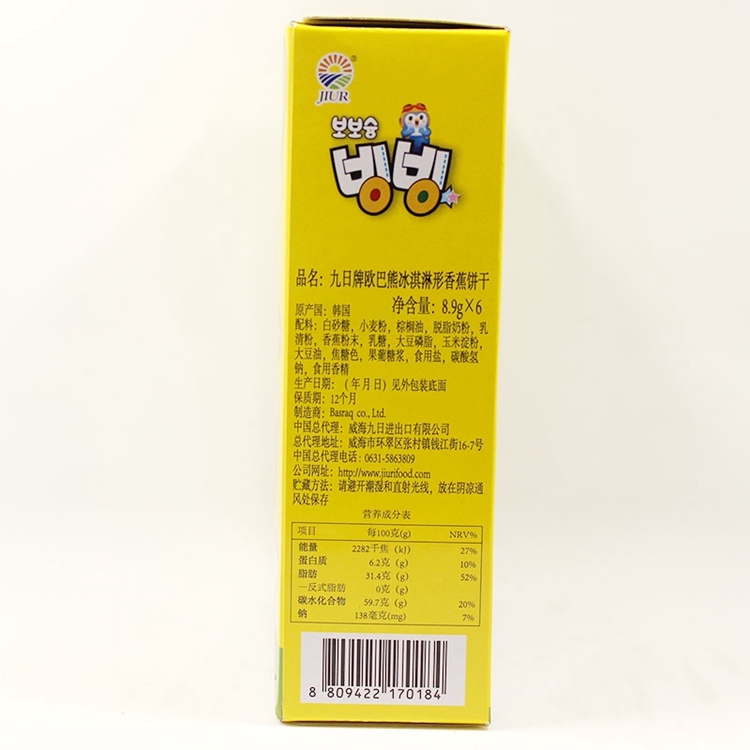 JIUR
®
보보숑
빙빙
品名：九日牌欧巴熊冰淇淋形香蕉饼干
净含量：8.9g×6
原产国：韩国
配料：白砂糖，小麦粉，棕榈油，脱脂奶粉，乳
清粉，香蕉粉末，乳糖，大豆磷脂，玉米淀粉，
大豆油，焦糖色，果葡糖浆，食用盐，碳酸氢
钠，食用香精
生产日期：（年月日）见外包装底面
保质期：12个月
制造商：Basraq co., Ltd.
中国总代理：威海九日进出口有限公司
总代理地址：威海市环翠区张村镇钱江街16-7号
中国总代理电话：0631-5863809
公司网址：http://www.jiurifood.com
贮藏方法：请避开潮湿和直射光线，放在阴凉通
风处保存
营养成分表
项目 每100克(g) NRV%
能量 2282千焦（kJ） 27%
蛋白质 6.2克（g） 10%
脂肪 31.4克（g） 52%
—反式脂肪 0克（g）
碳水化合物 59.7克（g） 20%
钠 138毫克(mg) 7%
8 809422 170184